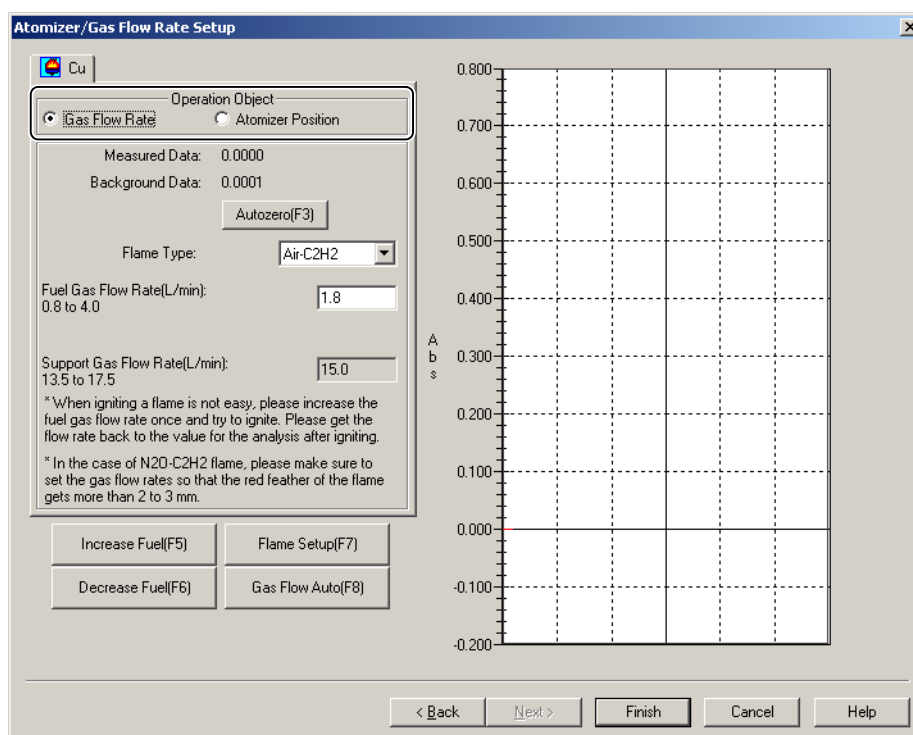 Atomizer/Gas Flow Rate Setup
Cu
Operation Object
Gas Flow Rate Atomizer Position
Measured Data: 0.0000
Background Data: 0.0001
Autozero(F3)
Flame Type: Air-C2H2
Fuel Gas Flow Rate(L/min):
0.8 to 4.0
1.8
Support Gas Flow Rate(L/min):
13.5 to 17.5
15.0
* When igniting a flame is not easy, please increase the
fuel gas flow rate once and try to ignite. Please get the
flow rate back to the value for the analysis after igniting.
* In the case of N2O-C2H2 flame, please make sure to
set the gas flow rates so that the red feather of the flame
gets more than 2 to 3 mm.
Increase Fuel(F5) Flame Setup(F7)
Decrease Fuel(F6) Gas Flow Auto(F8)
Abs
0.800
0.700
0.600
0.500
0.400
0.300
0.200
0.100
0.000
-0.100
-0.200
< Back Next > Finish Cancel Help